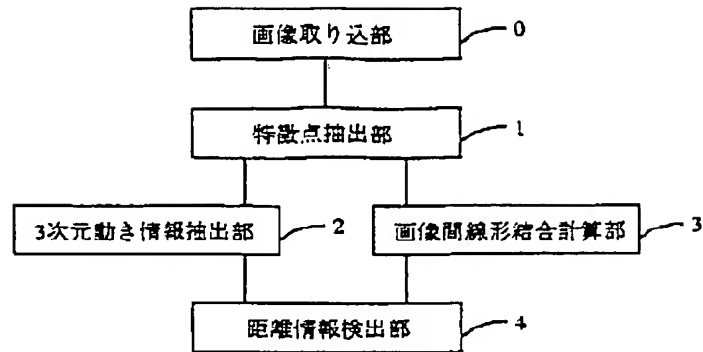 画像取り込部
0
特徴点抽出部
1
3次元動き情報抽出部
2
画像間線形結合計算部
3
距離情報検出部
4